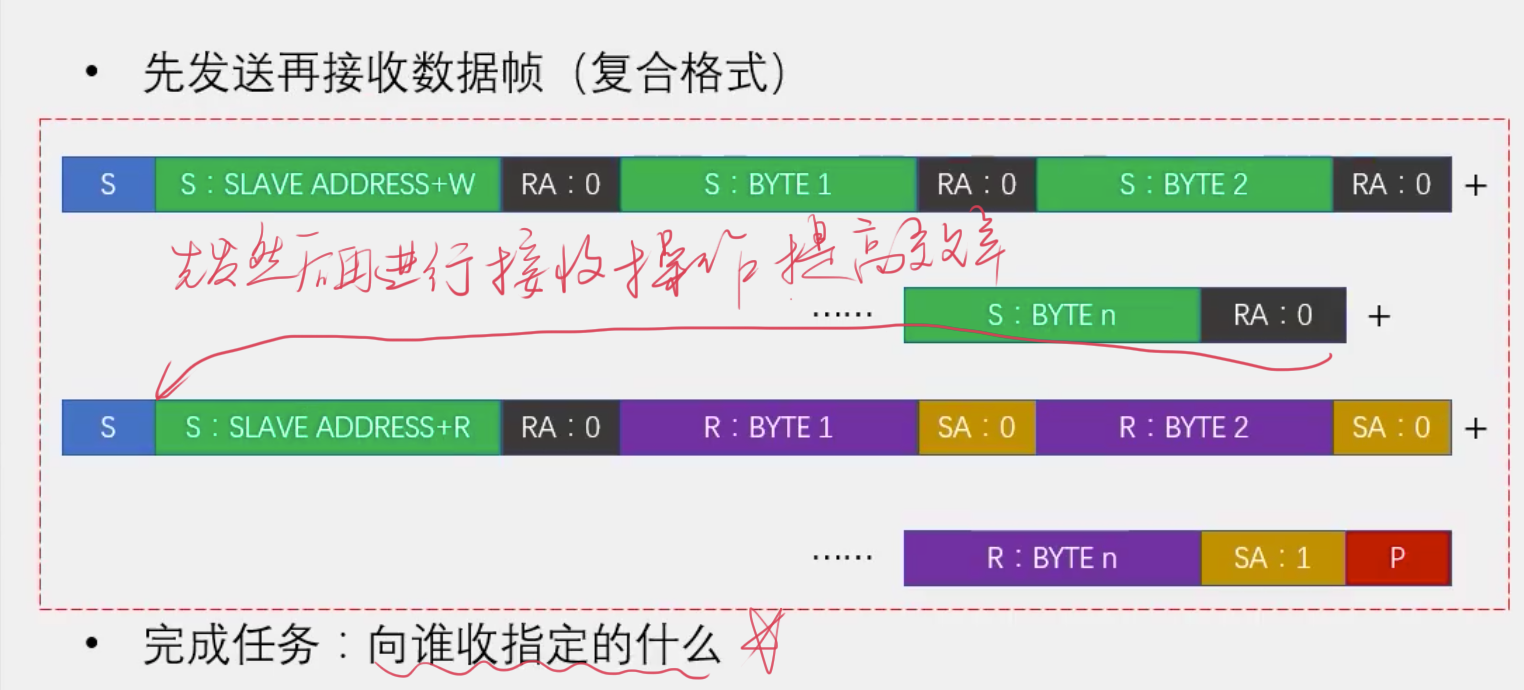 • 先发送再接收数据帧（复合格式）
S S：SLAVE ADDRESS+W RA：0 S：BYTE 1 RA：0 S：BYTE 2 RA：0 +
先发然后再进行接收操作提高效率
…… S：BYTE n RA：0 +
S S：SLAVE ADDRESS+R RA：0 R：BYTE 1 SA：0 R：BYTE 2 SA：0 +
…… R：BYTE n SA：1 P
• 完成任务：向谁收指定的什么